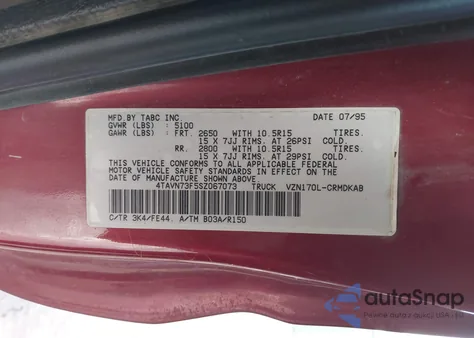 MFD. BY TABC INC. DATE 07/95
GVWR (LBS) : 5100
GAWR (LBS) : FRT. 2650 WITH 10.5R15 TIRES.
15 X 7JJ RIMS. AT 26PSI COLD.
RR. 2800 WITH 10.5R15 TIRES.
15 X 7JJ RIMS. AT 29PSI COLD.
THIS VEHICLE CONFORMS TO ALL APPLICABLE FEDERAL
MOTOR VEHICLE SAFETY STANDARDS IN EFFECT ON THE
DATE OF MANUFACTURE SHOWN ABOVE.
4TAVN73F5SZ067073 TRUCK VZN170L-CRMDKAB
C/TR 3K4/FE44. A/TM B03A/R150
autoSnap